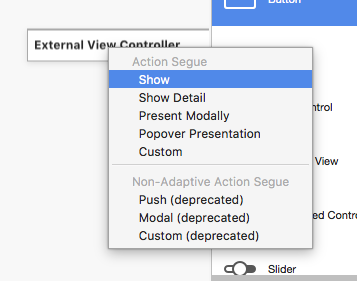 Button
External View Controller
Action Segue
Show
Show Detail
Present Modally
Popover Presentation
Custom
Non-Adaptive Action Segue
Push (deprecated)
Modal (deprecated)
Custom (deprecated)
ntrol
View
ed Contro
Slider